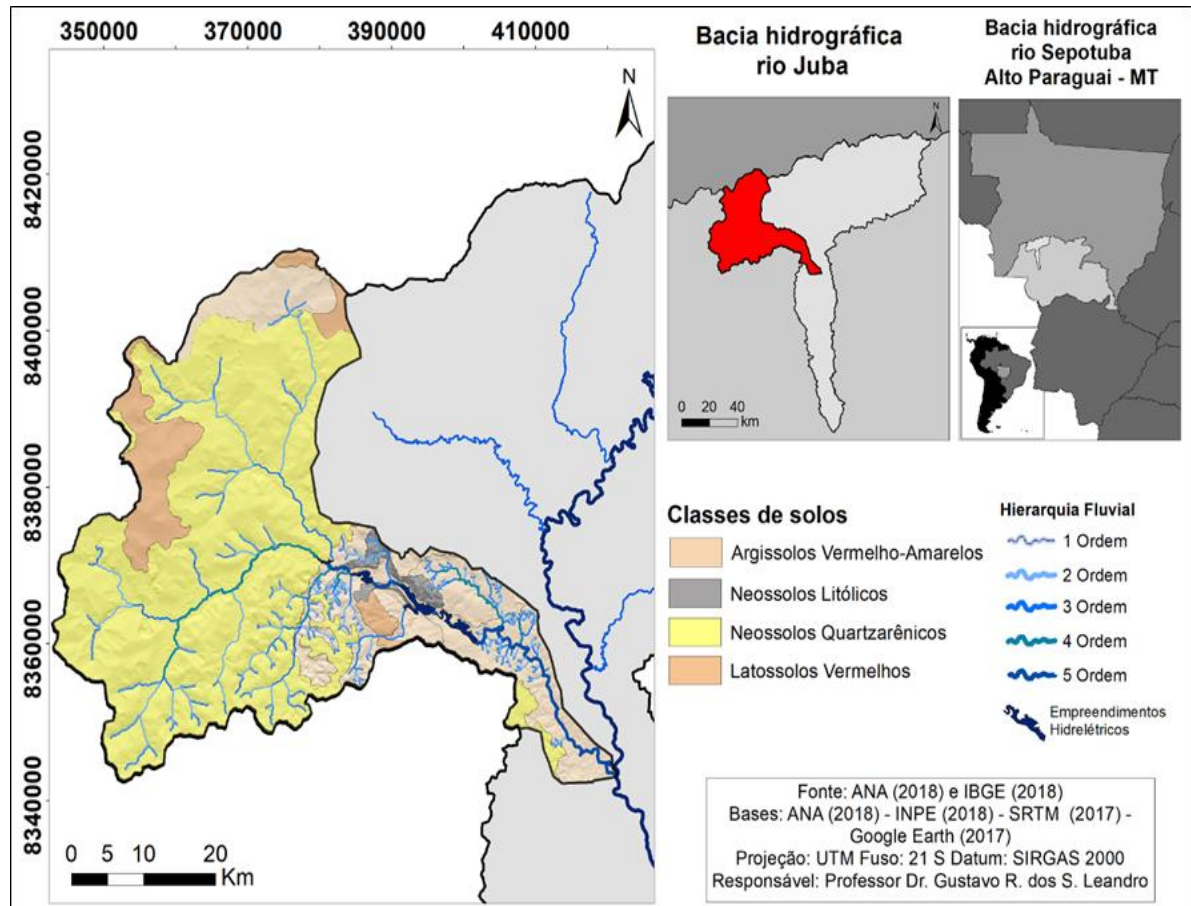 350000 370000 390000 410000
8420000
8400000
8380000
8360000
8340000
N
0 5 10 20
Km
Bacia hidrográfica
rio Juba
N
0 20 40
km
Bacia hidrográfica
rio Sepotuba
Alto Paraguai - MT
Classes de solos
Argissolos Vermelho-Amarelos
Neossolos Litólicos
Neossolos Quartzarênicos
Latossolos Vermelhos
Hierarquia Fluvial
1 Ordem
2 Ordem
3 Ordem
4 Ordem
5 Ordem
Empreendimentos
Hidrelétricos
Fonte: ANA (2018) e IBGE (2018)
Bases: ANA (2018) - INPE (2018) - SRTM (2017) -
Google Earth (2017)
Projeção: UTM Fuso: 21 S Datum: SIRGAS 2000
Responsável: Professor Dr. Gustavo R. dos S. Leandro